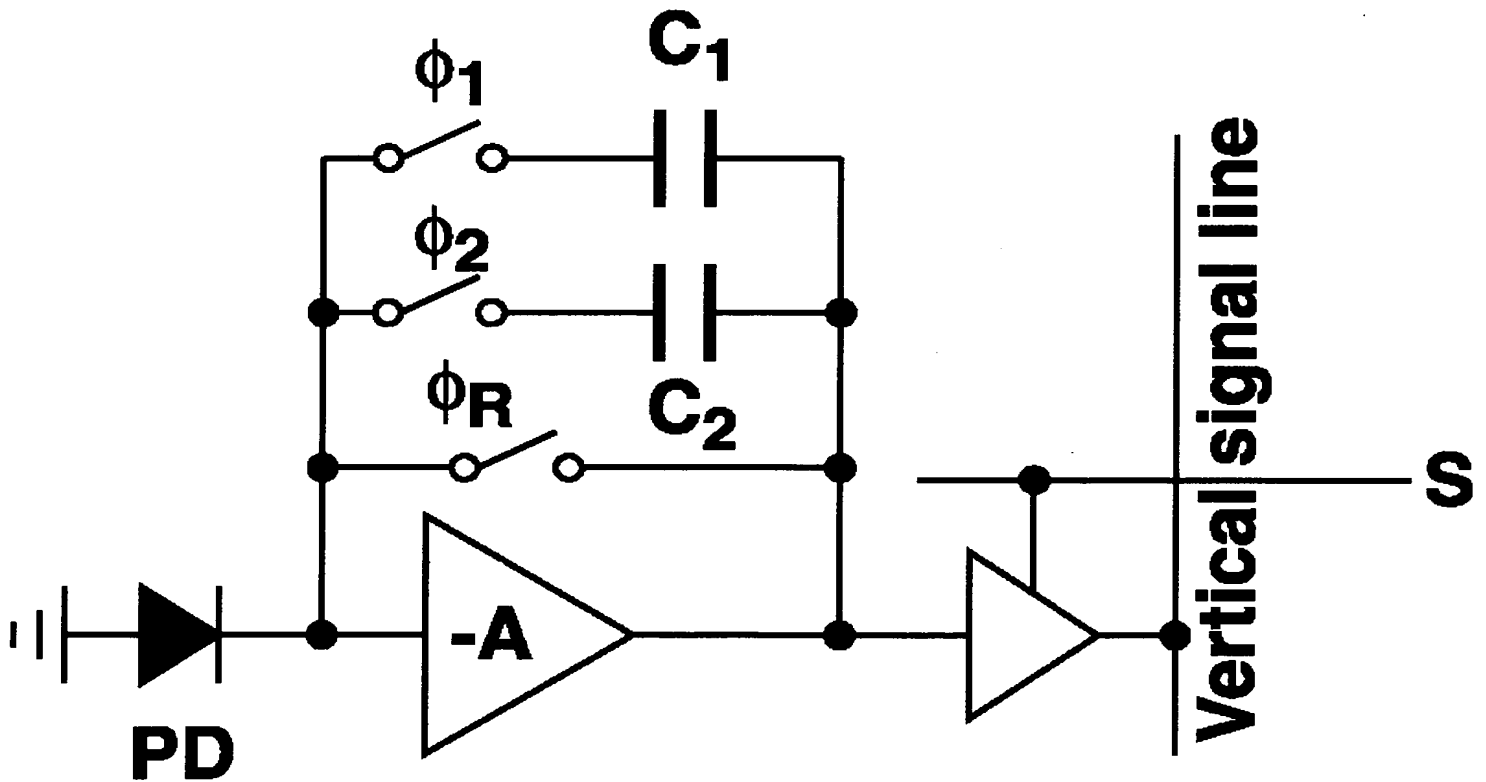 ϕ1
C1
ϕ2
ϕR
C2
S
-A
PD
Vertical signal line